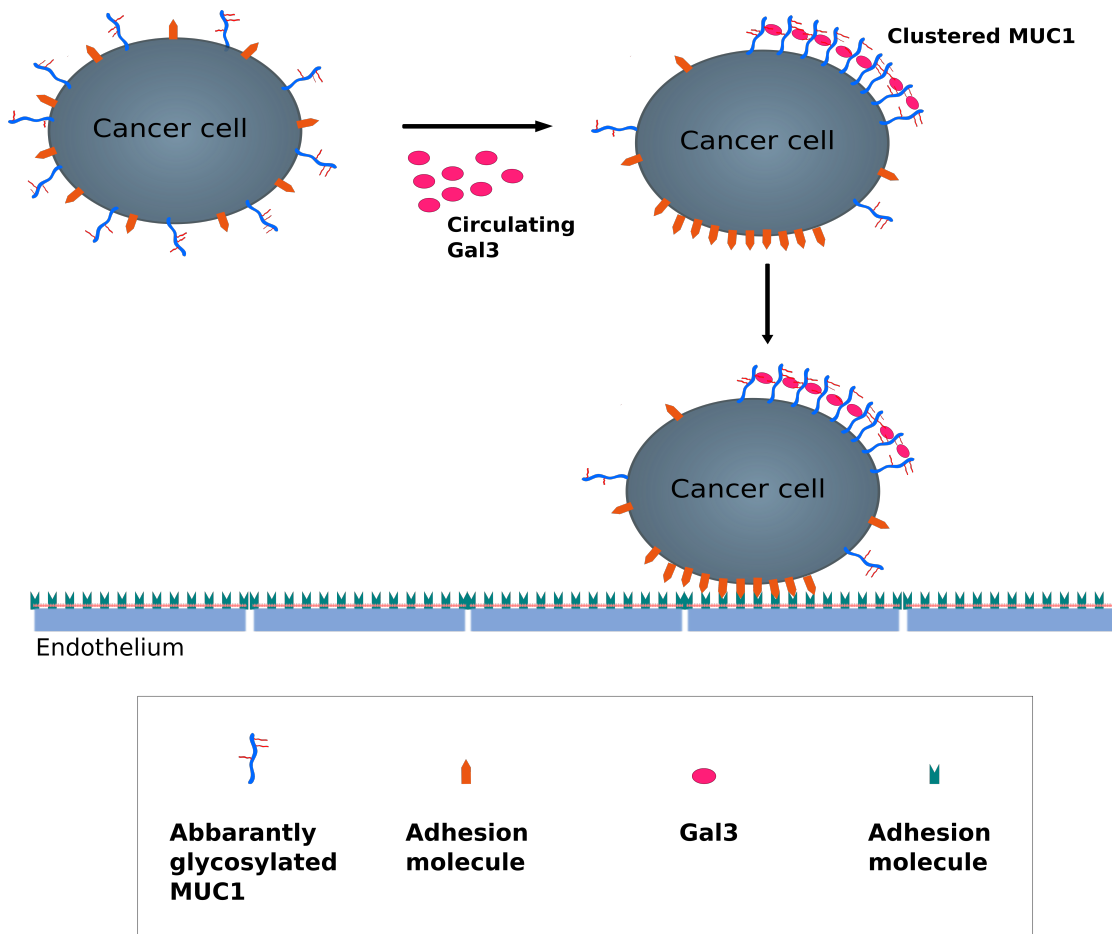 Cancer cell
Clustered MUC1
Cancer cell
Circulating
Gal3
Cancer cell
Endothelium
Abbarantly
glycosylated
MUC1
Adhesion
molecule
Gal3
Adhesion
molecule